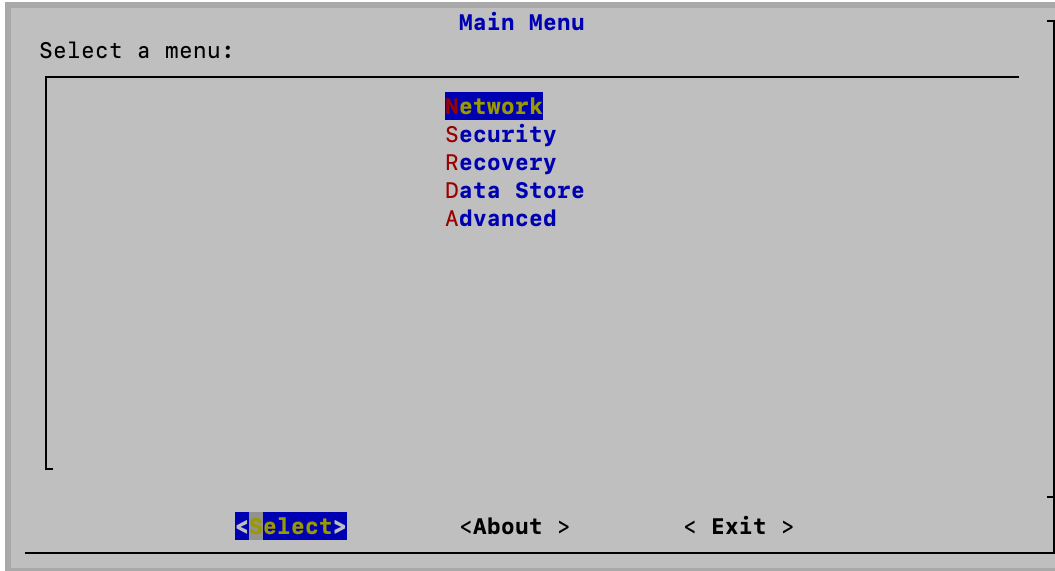 Main Menu
Select a menu:
Network
Security
Recovery
Data Store
Advanced
<Select> <About > < Exit >